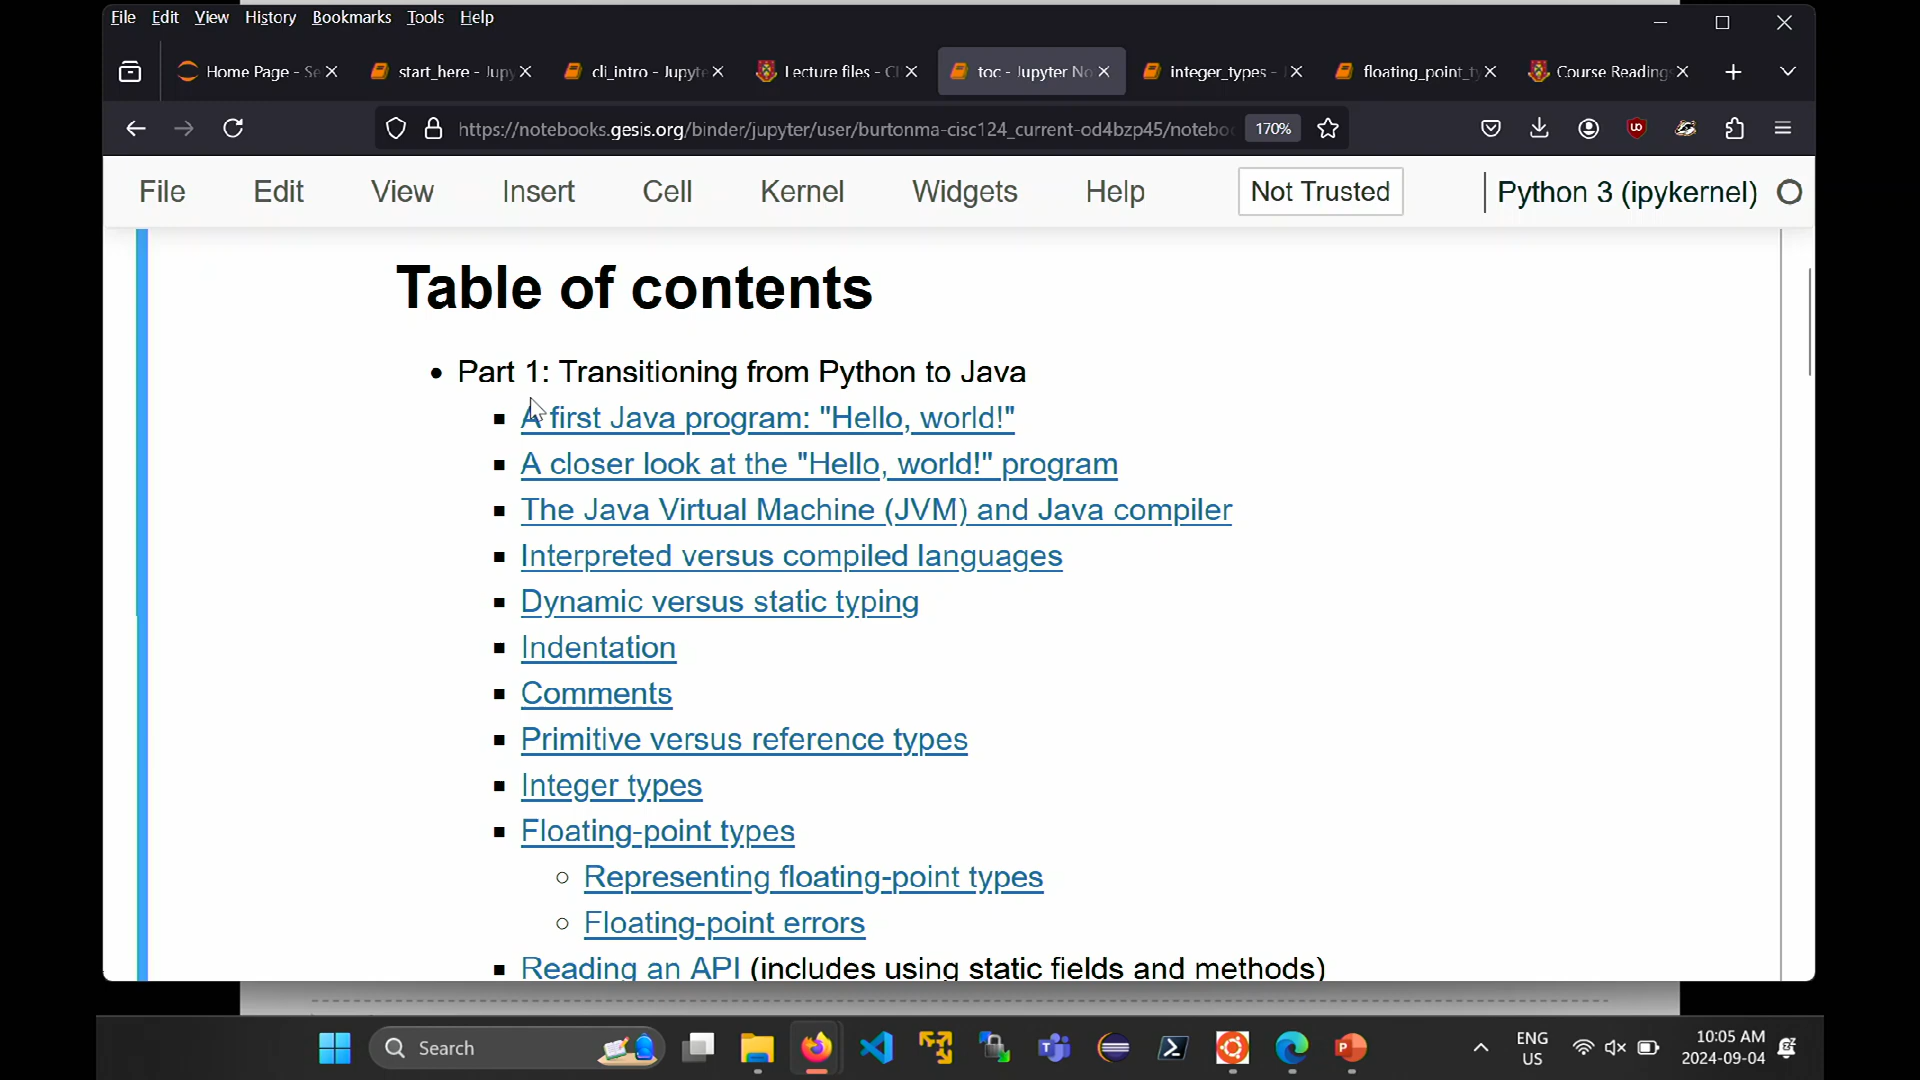 File Edit View History Bookmarks Tools Help
Home Page - Se start_here - Jupy cli_intro - Jupyte Lecture files - Cl toc - Jupyter No integer_types - floating_point_ty Course Readings
https://notebooks.gesis.org/binder/jupyter/user/burtonma-cisc124_current-od4bzp45/notebo 170%
File Edit View Insert Cell Kernel Widgets Help Not Trusted Python 3 (ipykernel)
Table of contents
• Part 1: Transitioning from Python to Java
▪ A first Java program: "Hello, world!"
▪ A closer look at the "Hello, world!" program
▪ The Java Virtual Machine (JVM) and Java compiler
▪ Interpreted versus compiled languages
▪ Dynamic versus static typing
▪ Indentation
▪ Comments
▪ Primitive versus reference types
▪ Integer types
▪ Floating-point types
◦ Representing floating-point types
◦ Floating-point errors
▪ Reading an API (includes using static fields and methods)
Search
ENG
US
10:05 AM
2024-09-04